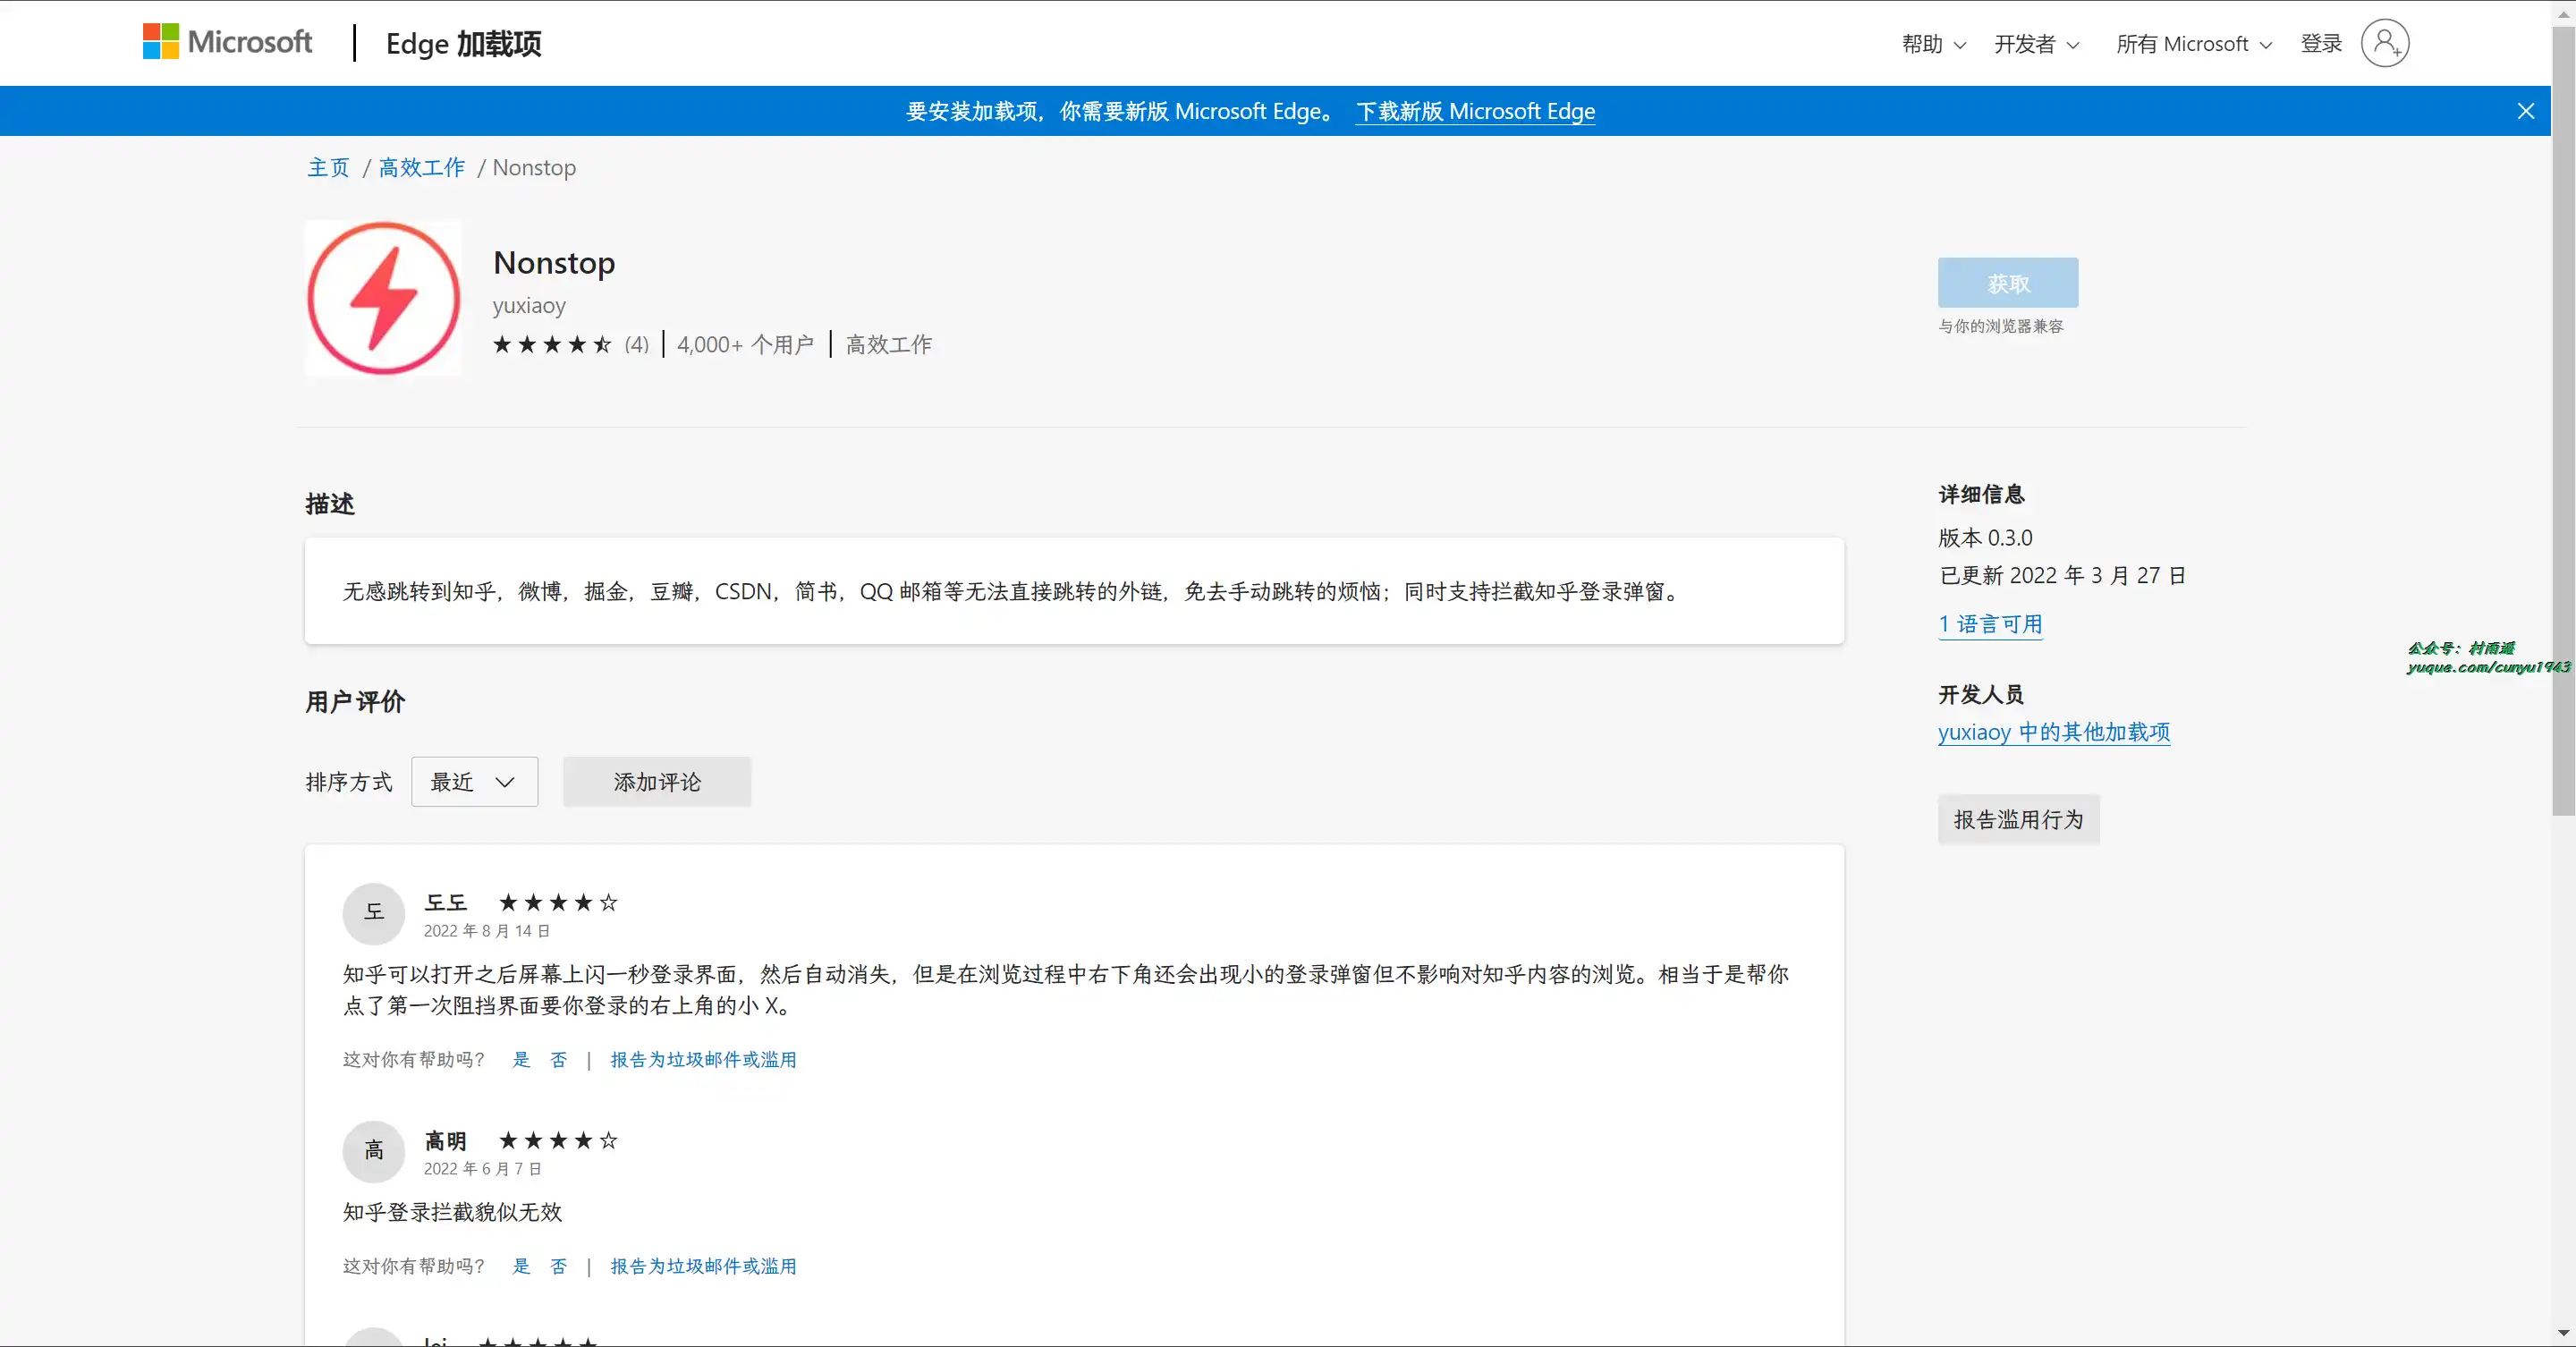 Microsoft
Edge 加载项
帮助
开发者
所有 Microsoft
登录
要安装加载项，你需要新版 Microsoft Edge。 下载新版 Microsoft Edge
主页 / 高效工作 / Nonstop
Nonstop
yuxiaoy
(4) 4,000+ 个用户 高效工作
获取
与你的浏览器兼容
描述
无感跳转到知乎，微博，掘金，豆瓣，CSDN，简书，QQ 邮箱等无法直接跳转的外链，免去手动跳转的烦恼；同时支持拦截知乎登录弹窗。
详细信息
版本 0.3.0
已更新 2022 年 3 月 27 日
1 语言可用
开发人员
yuxiaoy 中的其他加载项
报告滥用行为
公众号：村雨遥
yuque.com/cunyu1943
用户评价
排序方式 最近 添加评论
도
도도
2022 年 8 月 14 日
知乎可以打开之后屏幕上闪一秒登录界面，然后自动消失，但是在浏览过程中右下角还会出现小的登录弹窗但不影响对知乎内容的浏览。相当于是帮你
点了第一次阻挡界面要你登录的右上角的小 X。
这对你有帮助吗？ 是 否 | 报告为垃圾邮件或滥用
高
高明
2022 年 6 月 7 日
知乎登录拦截貌似无效
这对你有帮助吗？ 是 否 | 报告为垃圾邮件或滥用